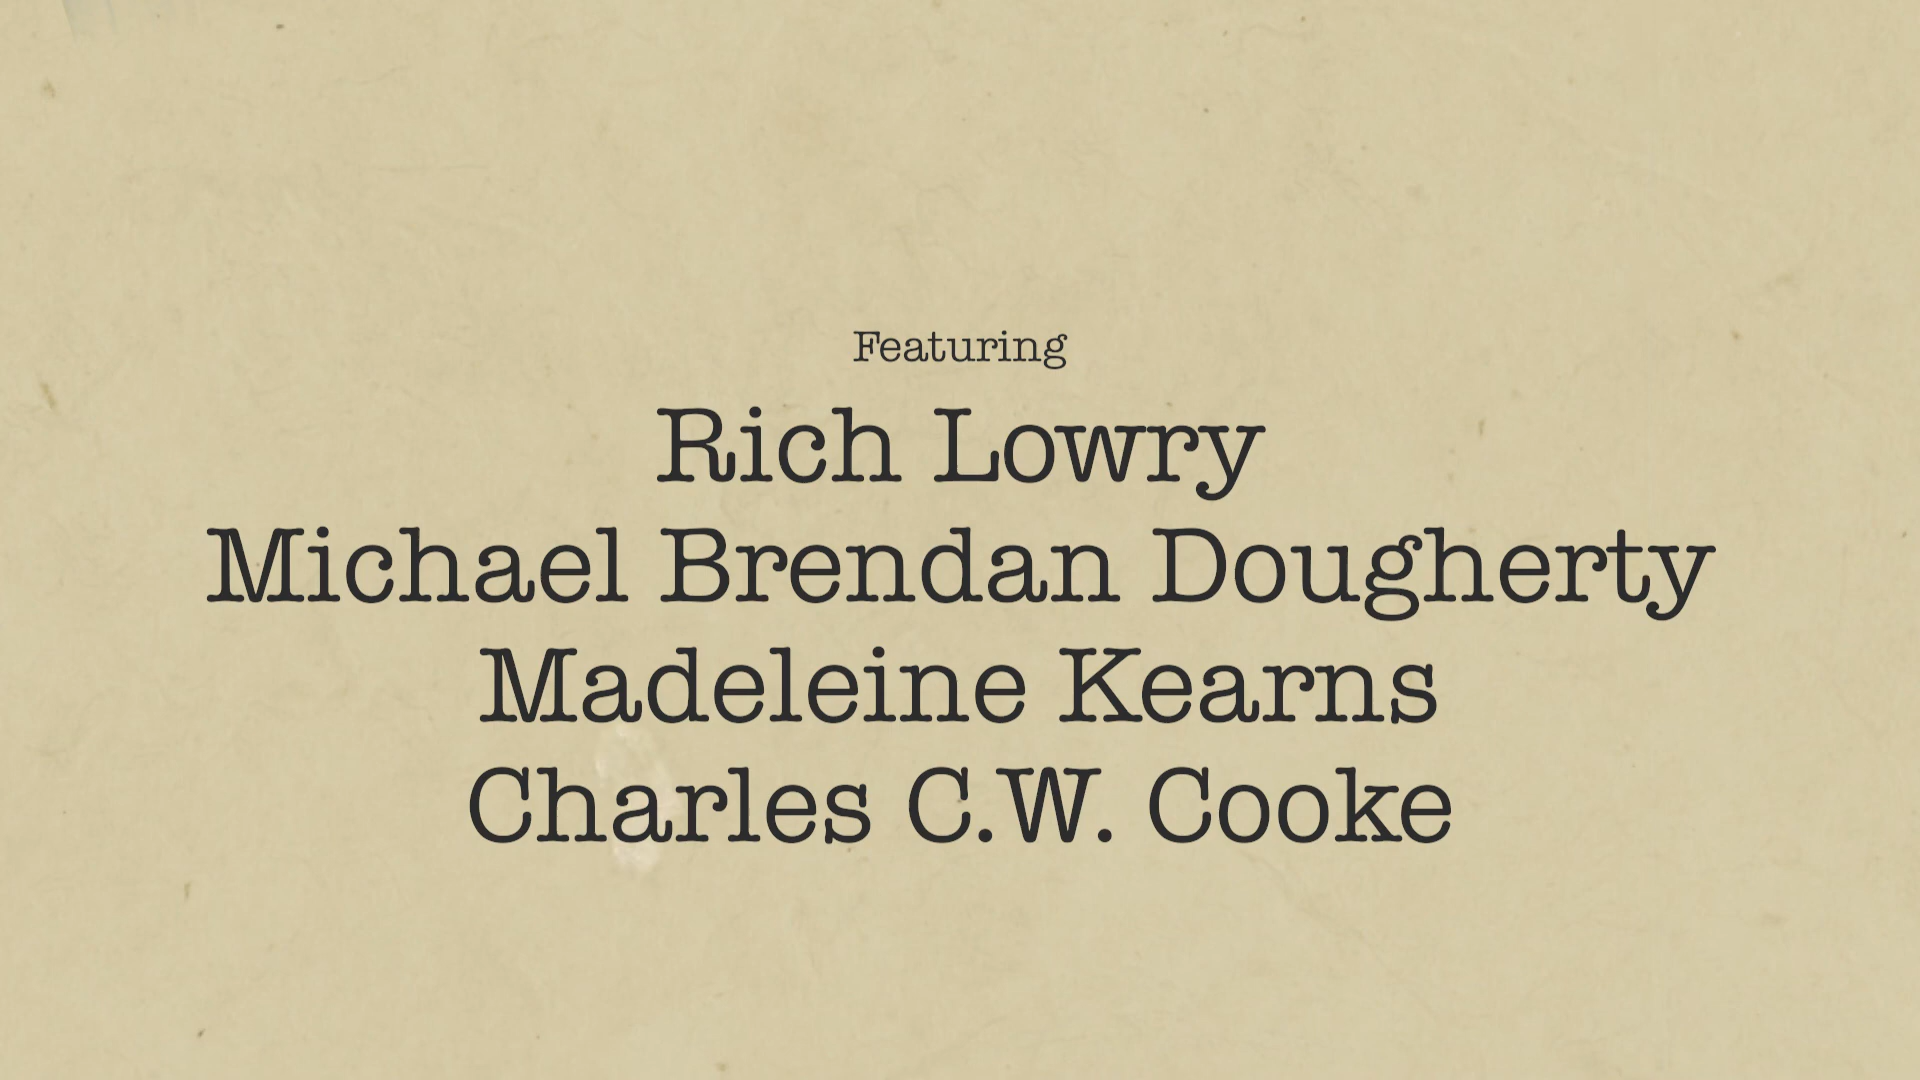 Featuring
Rich Lowry
Michael Brendan Dougherty
Madeleine Kearns
Charles C.W. Cooke